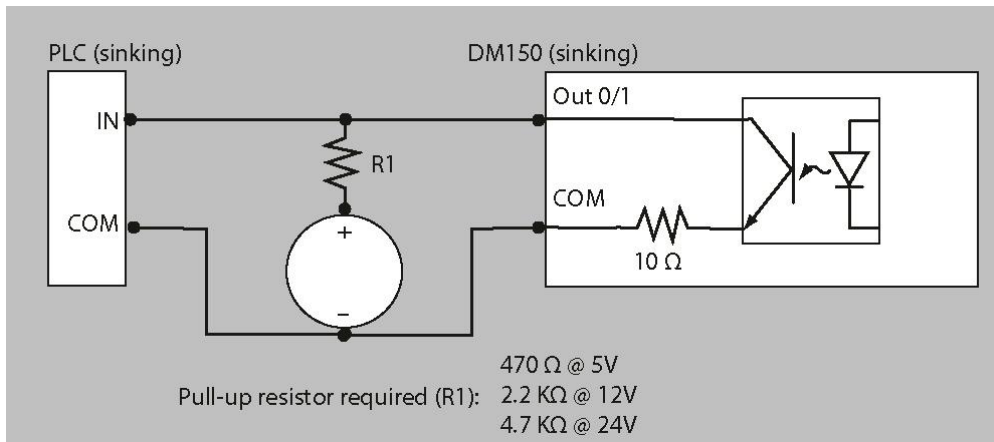 PLC (sinking)
DM150 (sinking)
Out 0/1
IN
R1
COM
COM
+
10 Ω
–
470 Ω @ 5V
Pull-up resistor required (R1): 2.2 KΩ @ 12V
4.7 KΩ @ 24V